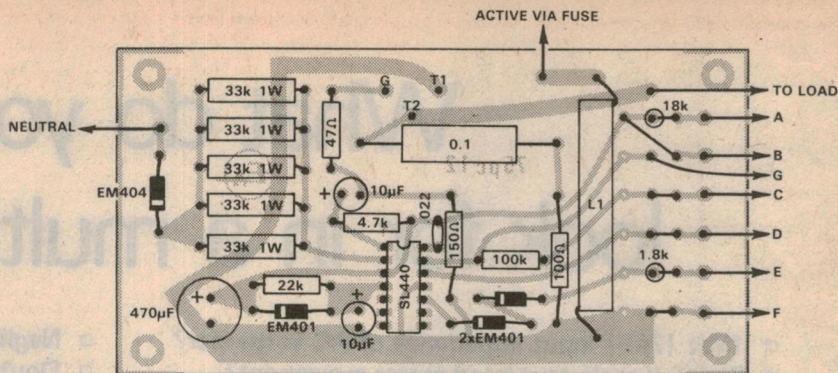 ACTIVE VIA FUSE
G T1
TO LOAD
33k 1W
T2
18k
A
NEUTRAL
33k 1W
47Ω
0.1
B
G
33k 1W
EM404
10μF
+
.022
L1
C
33k 1W
4.7k
150Ω
100k
100Ω
D
33k 1W
SL440
1.8k
E
22k
470μF
+
+
EM401
10μF
2xEM401
F